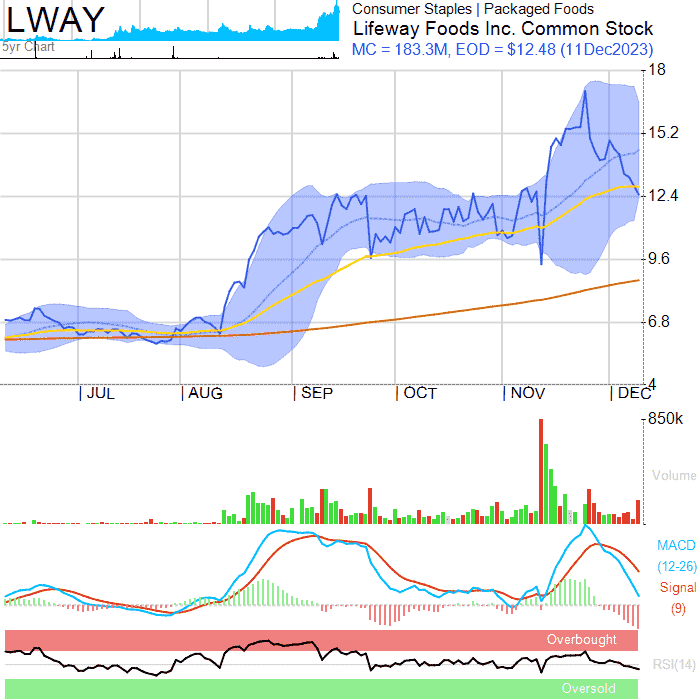 LWAY
5yr Chart
Consumer Staples | Packaged Foods
Lifeway Foods Inc. Common Stock
MC = 183.3M, EOD = $12.48 (11Dec2023)
18
15.2
12.4
9.6
6.8
4
JUL
AUG
SEP
OCT
NOV
DEC
850k
Volume
MACD
(12-26)
Signal
(9)
Overbought
RSI(14)
Oversold